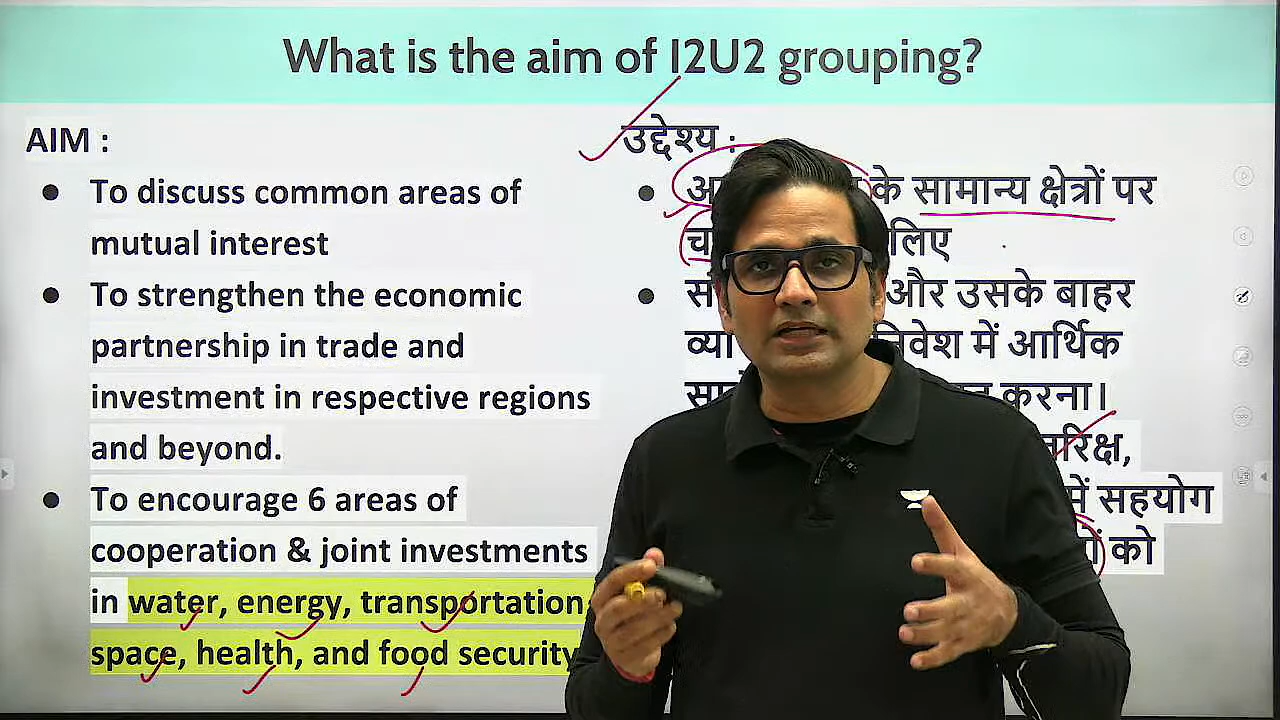 What is the aim of I2U2 grouping?
AIM :
● To discuss common areas of
mutual interest
● To strengthen the economic
partnership in trade and
investment in respective regions
and beyond.
● To encourage 6 areas of
cooperation & joint investments
in water, energy, transportation,
space, health, and food security
उद्देश्य :
● के सामान्य क्षेत्रों पर
लिए
● और उसके बाहर
में आर्थिक
करना।
में सहयोग
को